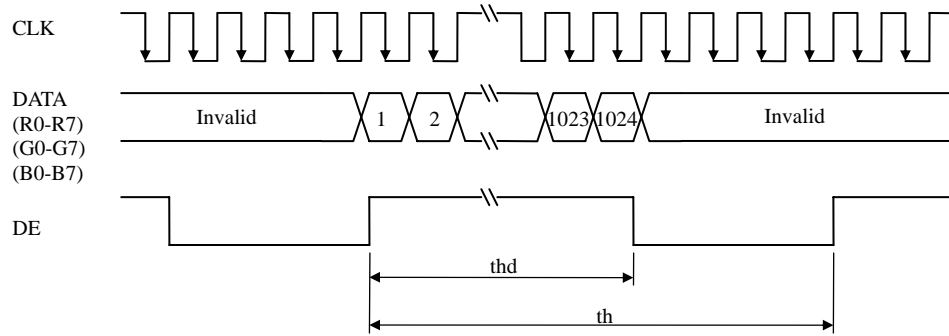 CLK
DATA
(R0-R7)
(G0-G7)
(B0-B7)
Invalid 1 2 1023 1024 Invalid
DE
thd
th